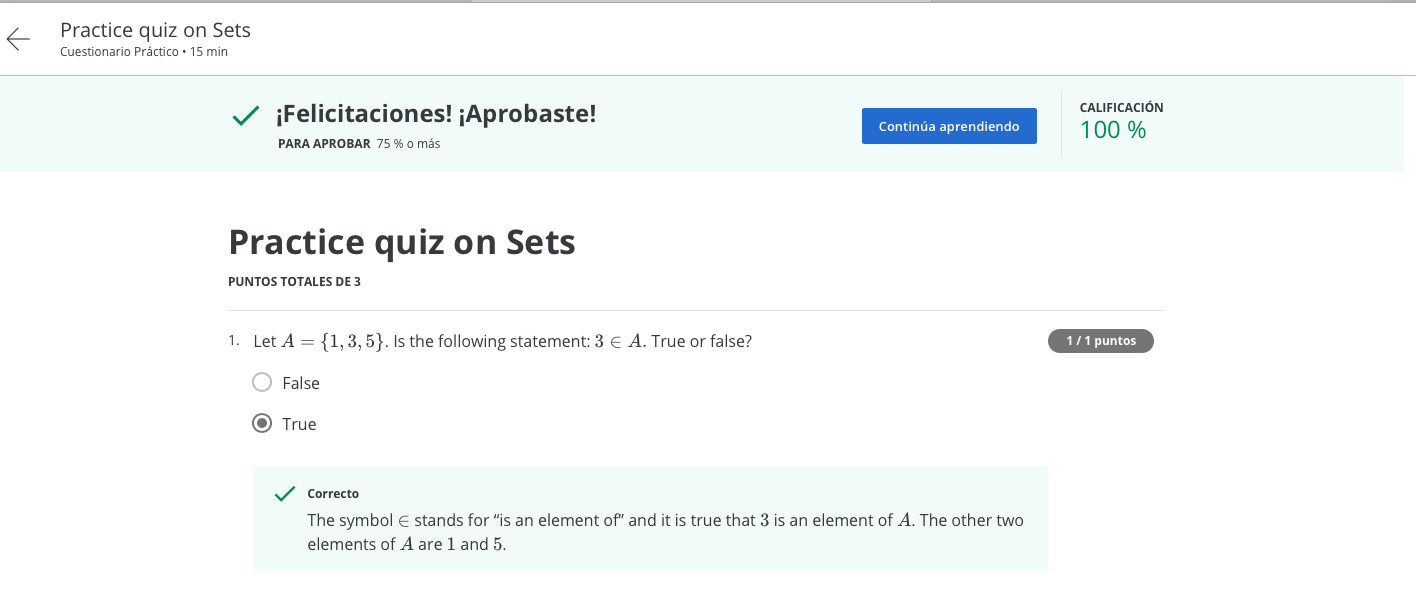 Practice quiz on Sets
Cuestionario Práctico • 15 min
¡Felicitaciones! ¡Aprobaste!
PARA APROBAR 75 % o más
Continúa aprendiendo
CALIFICACIÓN
100 %
Practice quiz on Sets
PUNTOS TOTALES DE 3
1. Let A = {1, 3, 5}. Is the following statement: 3 ∈ A. True or false?
1 / 1 puntos
False
True
Correcto
The symbol ∈ stands for “is an element of” and it is true that 3 is an element of A. The other two
elements of A are 1 and 5.